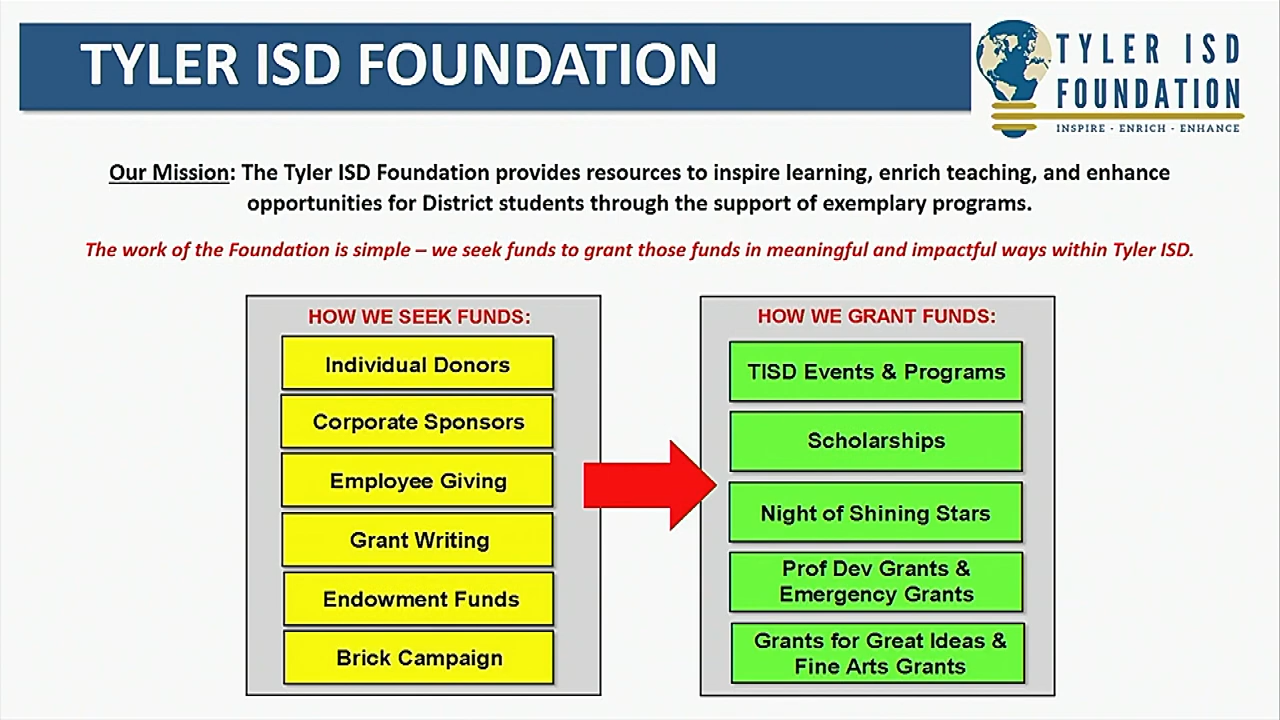 TYLER ISD FOUNDATION
TYLER ISD
FOUNDATION
INSPIRE - ENRICH - ENHANCE
Our Mission: The Tyler ISD Foundation provides resources to inspire learning, enrich teaching, and enhance
opportunities for District students through the support of exemplary programs.
The work of the Foundation is simple – we seek funds to grant those funds in meaningful and impactful ways within Tyler ISD.
HOW WE SEEK FUNDS:
Individual Donors
Corporate Sponsors
Employee Giving
Grant Writing
Endowment Funds
Brick Campaign
HOW WE GRANT FUNDS:
TISD Events & Programs
Scholarships
Night of Shining Stars
Prof Dev Grants &
Emergency Grants
Grants for Great Ideas &
Fine Arts Grants